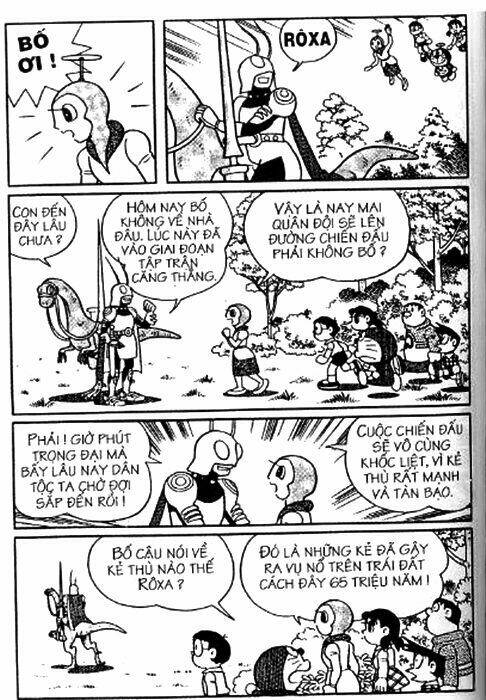 BỐ
ƠI !
RÔXA
CON ĐẾN
ĐÂY LÂU
CHƯA ?
HÔM NAY BỐ
KHÔNG VỀ NHÀ
ĐÂU. LÚC NÀY ĐÃ
VÀO GIAI ĐOẠN
TẬP TRẬN
CĂNG THẲNG.
VẬY LÀ NAY MAI
QUÂN ĐỘI SẼ LÊN
ĐƯỜNG CHIẾN ĐẤU
PHẢI KHÔNG BỐ ?
PHẢI ! GIỜ PHÚT
TRỌNG ĐẠI MÀ
BẤY LÂU NAY DÂN
TỘC TA CHỜ ĐỢI
SẮP ĐẾN RỒI !
CUỘC CHIẾN ĐẤU
SẼ VÔ CÙNG
KHỐC LIỆT, VÌ KẺ
THÙ RẤT MẠNH
VÀ TÀN BẠO.
BỐ CẬU NÓI VỀ
KẺ THÙ NÀO THẾ
RÔXA ?
ĐÓ LÀ NHỮNG KẺ ĐÃ GÂY
RA VỤ NỔ TRÊN TRÁI ĐẤT
CÁCH ĐÂY 65 TRIỆU NĂM !